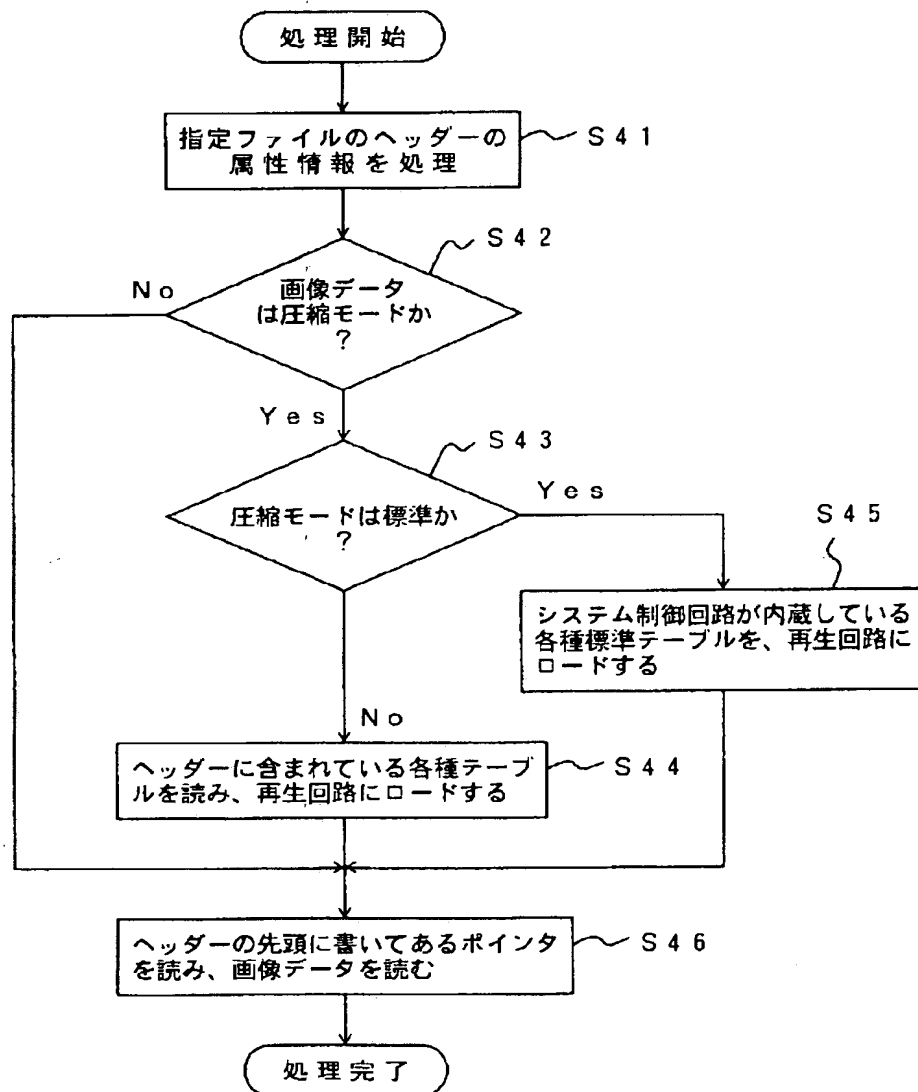 処理開始
指定ファイルのヘッダーの
属性情報を処理
S41
S42
No
画像データ
は圧縮モードか
?
Yes
S43
圧縮モードは標準か
?
Yes
S45
システム制御回路が内蔵している
各種標準テーブルを、再生回路に
ロードする
No
ヘッダーに含まれている各種テーブ
ルを読み、再生回路にロードする
S44
ヘッダーの先頭に書いてあるポインタ
を読み、画像データを読む
S46
処理完了